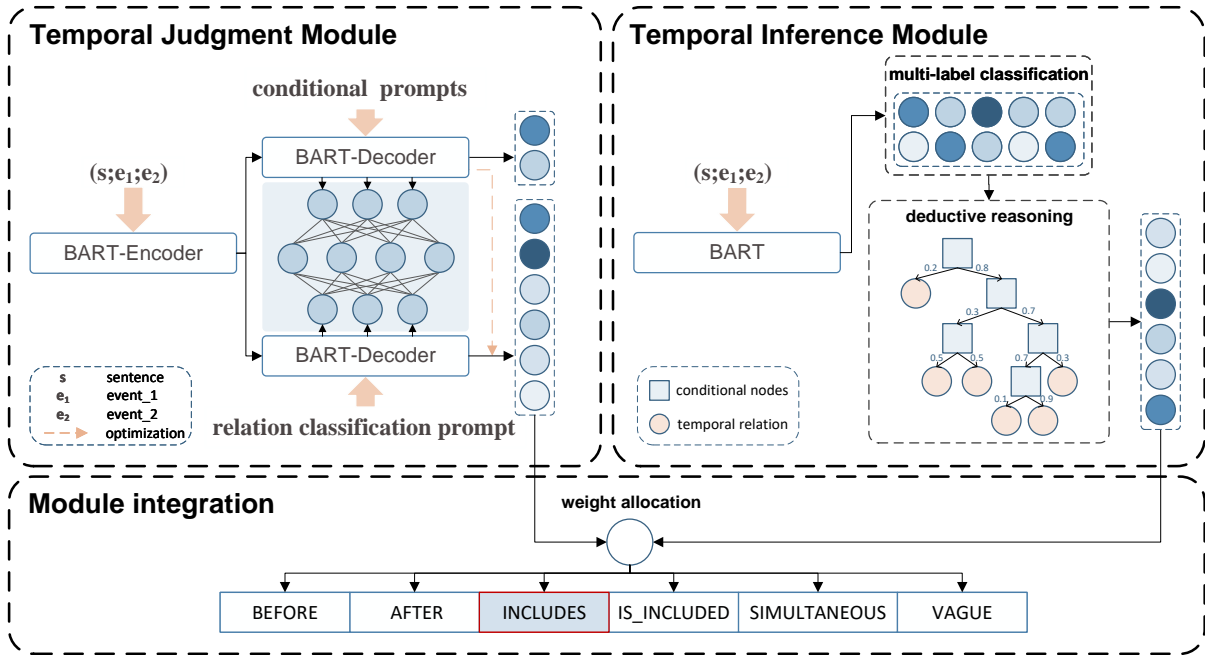 Temporal Judgment Module
conditional prompts
BART-Decoder
(s;e₁;e₂)
BART-Encoder
BART-Decoder
relation classification prompt
s sentence
e₁ event_1
e₂ event_2
optimization
Temporal Inference Module
multi-label classification
(s;e₁;e₂)
BART
deductive reasoning
0.2 0.8
0.3 0.7
0.5 0.5 0.7 0.3
0.1 0.9
conditional nodes
temporal relation
Module integration
weight allocation
BEFORE AFTER INCLUDES IS_INCLUDED SIMULTANEOUS VAGUE